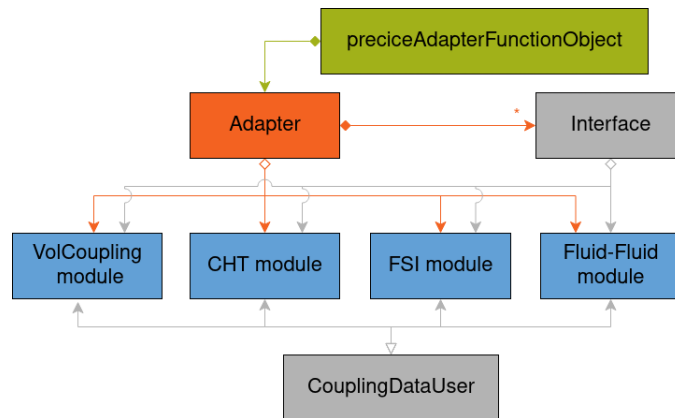 preciceAdapterFunctionObject
Adapter
*
Interface
VolCoupling
module
CHT module
FSI module
Fluid-Fluid
module
CouplingDataUser